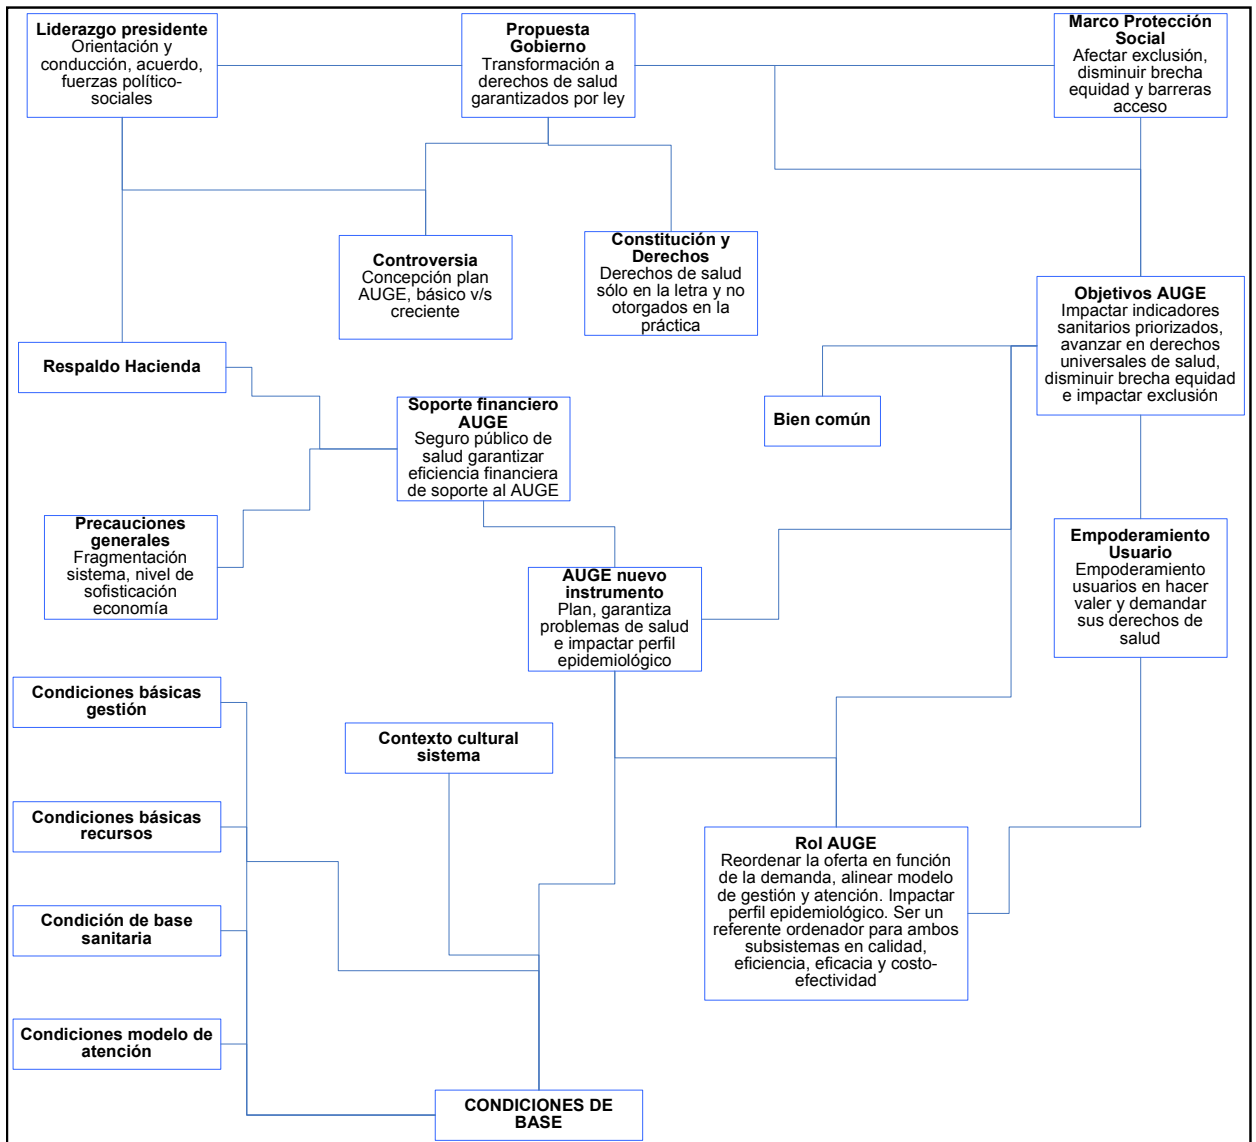 Liderazgo presidente
Orientación y
conducción, acuerdo,
fuerzas político-
sociales
Propuesta
Gobierno
Transformación a
derechos de salud
garantizados por ley
Marco Protección
Social
Afectar exclusión,
disminuir brecha
equidad y barreras
acceso
Controversia
Concepción plan
AUGE, básico v/s
creciente
Constitución y
Derechos
Derechos de salud
sólo en la letra y no
otorgados en la
práctica
Objetivos AUGE
Impactar indicadores
sanitarios priorizados,
avanzar en derechos
universales de salud,
disminuir brecha equidad
e impactar exclusión
Respaldo Hacienda
Soporte financiero
AUGE
Seguro público de
salud garantizar
eficiencia financiera
de soporte al AUGE
Bien común
Precauciones
generales
Fragmentación
sistema, nivel de
sofisticación
economía
AUGE nuevo
instrumento
Plan, garantiza
problemas de salud
e impactar perfil
epidemiológico
Empoderamiento
Usuario
Empoderamiento
usuarios en hacer
valer y demandar
sus derechos de
salud
Condiciones básicas
gestión
Contexto cultural
sistema
Condiciones básicas
recursos
Rol AUGE
Reordenar la oferta en función
de la demanda, alinear modelo
de gestión y atención. Impactar
perfil epidemiológico. Ser un
referente ordenador para ambos
subsistemas en calidad,
eficiencia, eficacia y costo-
efectividad
Condición de base
sanitaria
Condiciones modelo de
atención
CONDICIONES DE
BASE